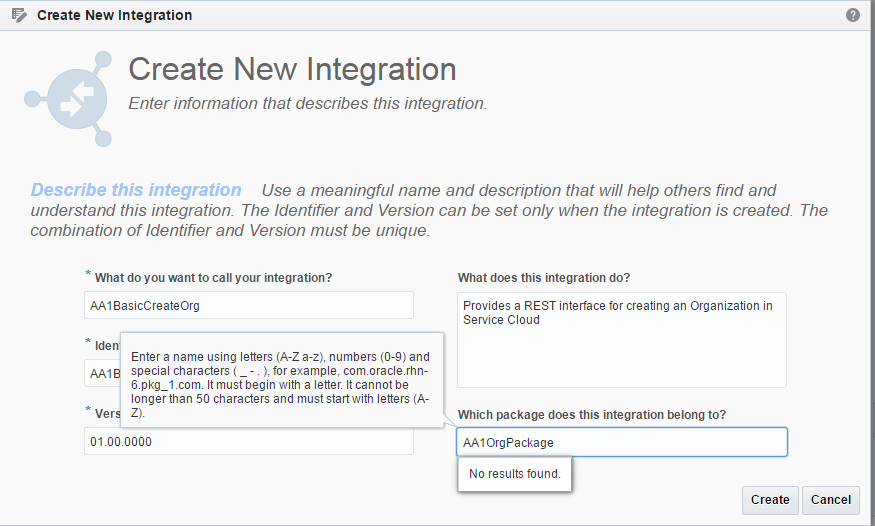 Create New Integration
Create New Integration
Enter information that describes this integration.
Describe this integration Use a meaningful name and description that will help others find and
understand this integration. The Identifier and Version can be set only when the integration is created. The
combination of Identifier and Version must be unique.
* What do you want to call your integration?
AA1BasicCreateOrg
What does this integration do?
Provides a REST interface for creating an Organization in
Service Cloud
*
AA1B
Enter a name using letters (A-Z a-z), numbers (0-9) and
special characters ( _ - . ), for example, com.oracle.rhn-
6.pkg_1.com. It must begin with a letter. It cannot be
longer than 50 characters and must start with letters (A-
Z).
*
01.00.0000
Which package does this integration belong to?
AA1OrgPackage
No results found.
Create Cancel